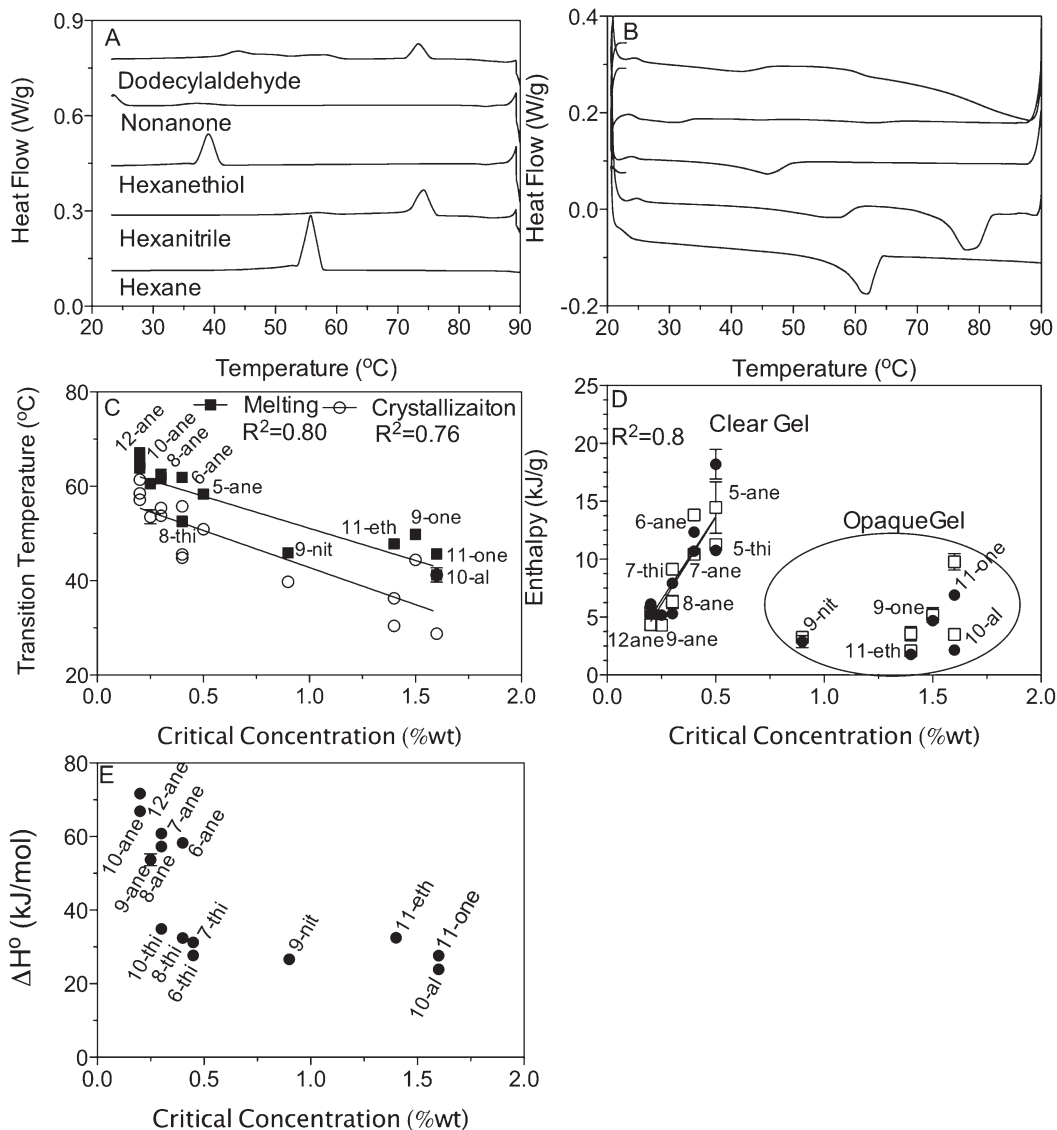 A
0.9
0.6
0.3
0.0
Heat Flow (W/g)
Dodecylaldehyde
Nonanone
Hexanethiol
Hexanitrile
Hexane
20 30 40 50 60 70 80 90
Temperature (ºC)
B
0.4
0.2
0.0
-0.2
Heat Flow (W/g)
20 30 40 50 60 70 80 90
Temperature (ºC)
C
Melting
R²=0.80
Crystallizaiton
R²=0.76
80
60
40
20
Transition Temperature (ºC)
12-ane
10-ane
8-ane
6-ane
5-ane
8-thi
9-nit
11-eth
9-one
11-one
10-al
0.0 0.5 1.0 1.5 2.0
Critical Concentration (%wt)
D
R²=0.8
Clear Gel
OpaqueGel
25
20
15
10
5
0
Enthalpy (kJ/g)
5-ane
6-ane
5-thi
7-thi
7-ane
8-ane
12ane
9-ane
9-nit
9-one
11-eth
11-one
10-al
0.0 0.5 1.0 1.5 2.0
Critical Concentration (%wt)
E
80
60
40
20
0
ΔHº (kJ/mol)
12-ane
10-ane
7-ane
9-ane
8-ane
6-ane
10-thi
8-thi
7-thi
6-thi
9-nit
11-eth
11-one
10-al
0.0 0.5 1.0 1.5 2.0
Critical Concentration (%wt)